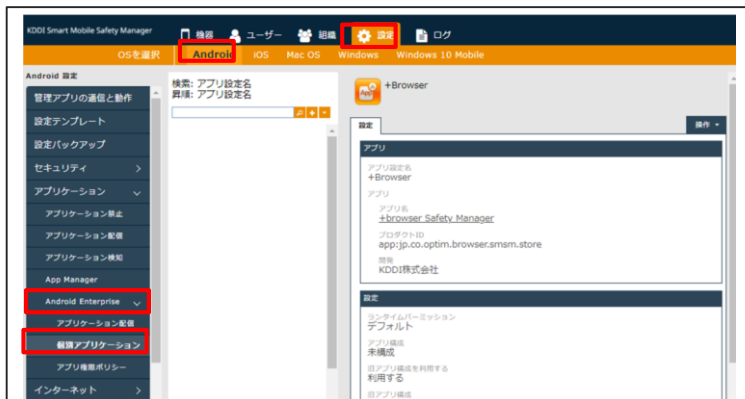 KDDI Smart Mobile Safety Manager
機器
ユーザー
組織
設定
ログ
OSを選択
Android
iOS
Mac OS
Windows
Windows 10 Mobile
Android 設定
管理アプリの通信と動作
設定テンプレート
設定バックアップ
セキュリティ
アプリケーション
アプリケーション禁止
アプリケーション配信
アプリケーション検知
App Manager
Android Enterprise
アプリケーション配信
個別アプリケーション
アプリ権限ポリシー
インターネット
検索: アプリ設定名
昇順: アプリ設定名
+Browser
設定
操作
アプリ
アプリ設定名
+Browser
アプリ
アプリ名
+browser Safety Manager
プロダクトID
app:jp.co.optim.browser.smsm.store
開発
KDDI株式会社
設定
ランタイムパーミッション
デフォルト
アプリ構成
未構成
旧アプリ構成を利用する
利用する
旧アプリ構成